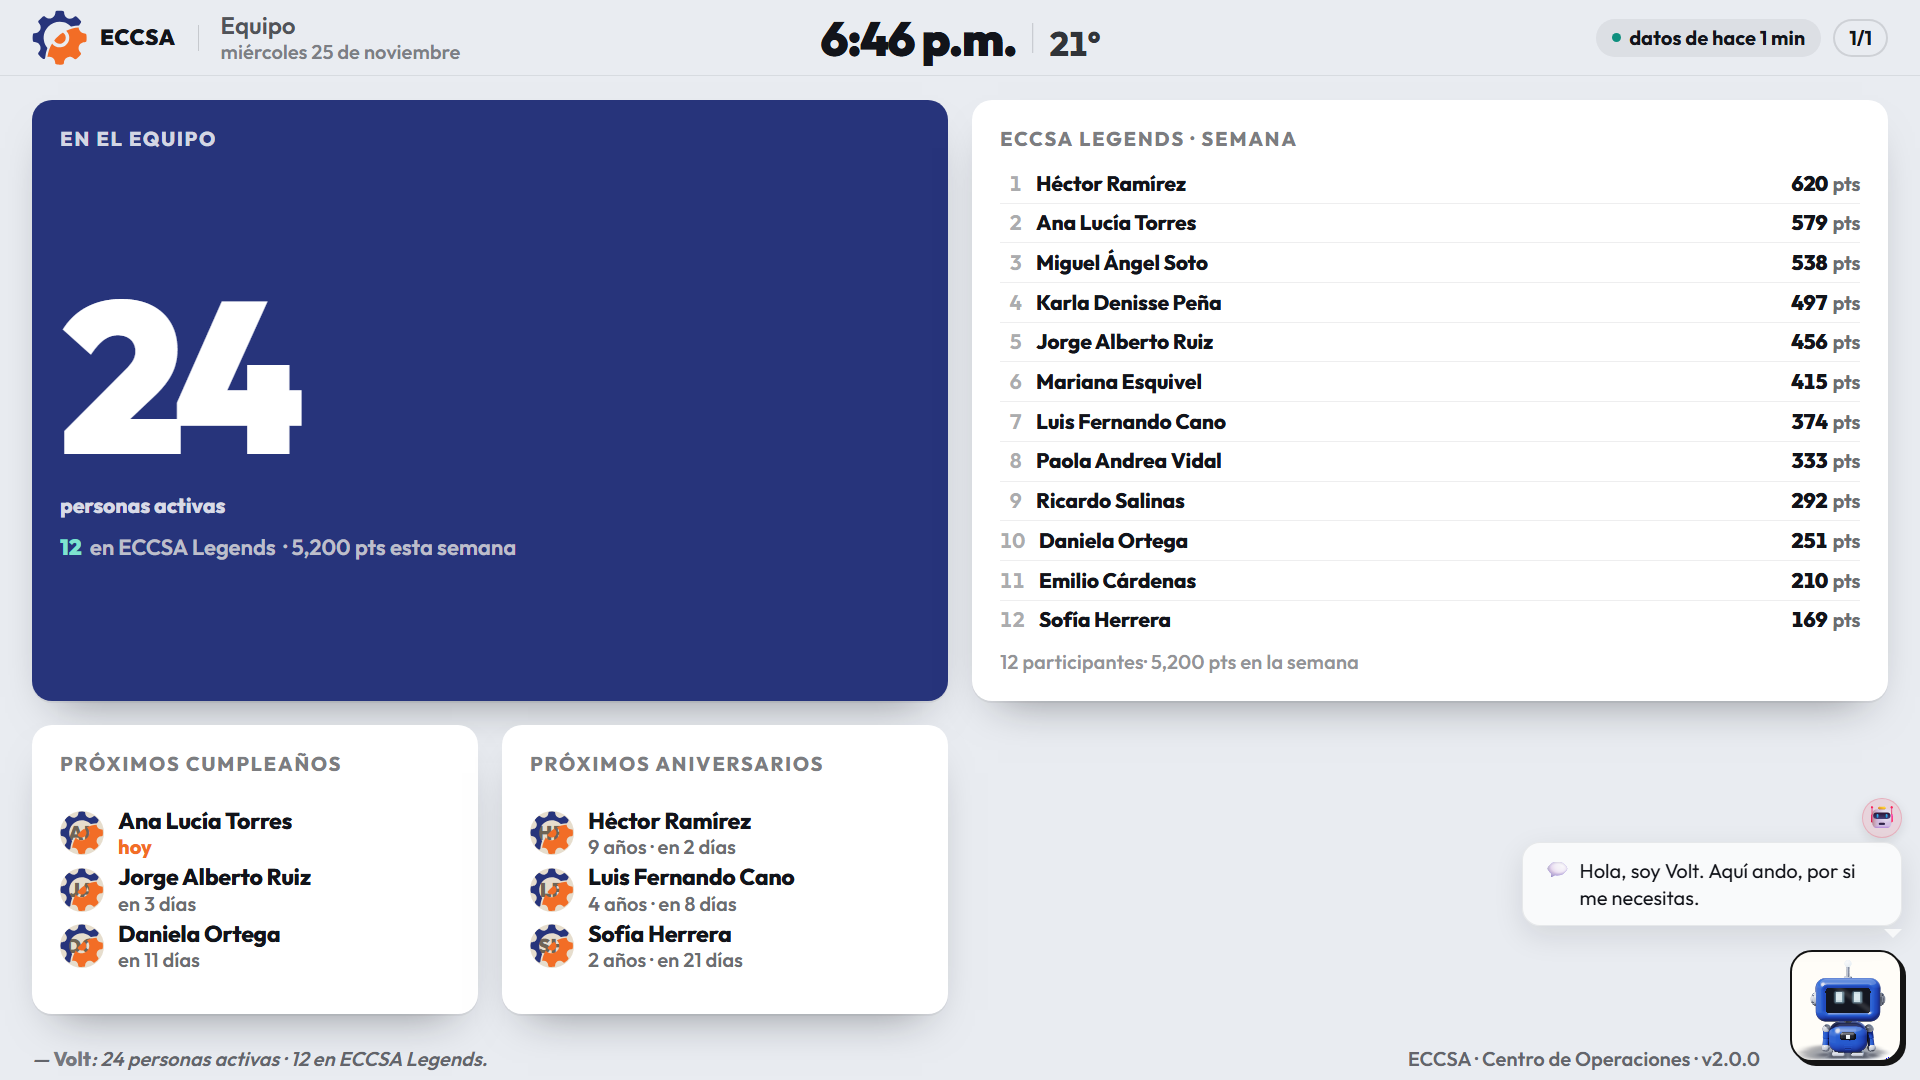 ECCSA
Equipo
miércoles 25 de noviembre
6:46 p.m.
21°
datos de hace 1 min
1/1
EN EL EQUIPO
24
personas activas
12 en ECCSA Legends · 5,200 pts esta semana
ECCSA LEGENDS · SEMANA
1 Héctor Ramírez 620 pts
2 Ana Lucía Torres 579 pts
3 Miguel Ángel Soto 538 pts
4 Karla Denisse Peña 497 pts
5 Jorge Alberto Ruiz 456 pts
6 Mariana Esquivel 415 pts
7 Luis Fernando Cano 374 pts
8 Paola Andrea Vidal 333 pts
9 Ricardo Salinas 292 pts
10 Daniela Ortega 251 pts
11 Emilio Cárdenas 210 pts
12 Sofía Herrera 169 pts
12 participantes· 5,200 pts en la semana
PRÓXIMOS CUMPLEAÑOS
Ana Lucía Torres
hoy
Jorge Alberto Ruiz
en 3 días
Daniela Ortega
en 11 días
PRÓXIMOS ANIVERSARIOS
Héctor Ramírez
9 años · en 2 días
Luis Fernando Cano
4 años · en 8 días
Sofía Herrera
2 años · en 21 días
Hola, soy Volt. Aquí ando, por si
me necesitas.
— Volt: 24 personas activas · 12 en ECCSA Legends.
ECCSA · Centro de Operaciones · v2.0.0